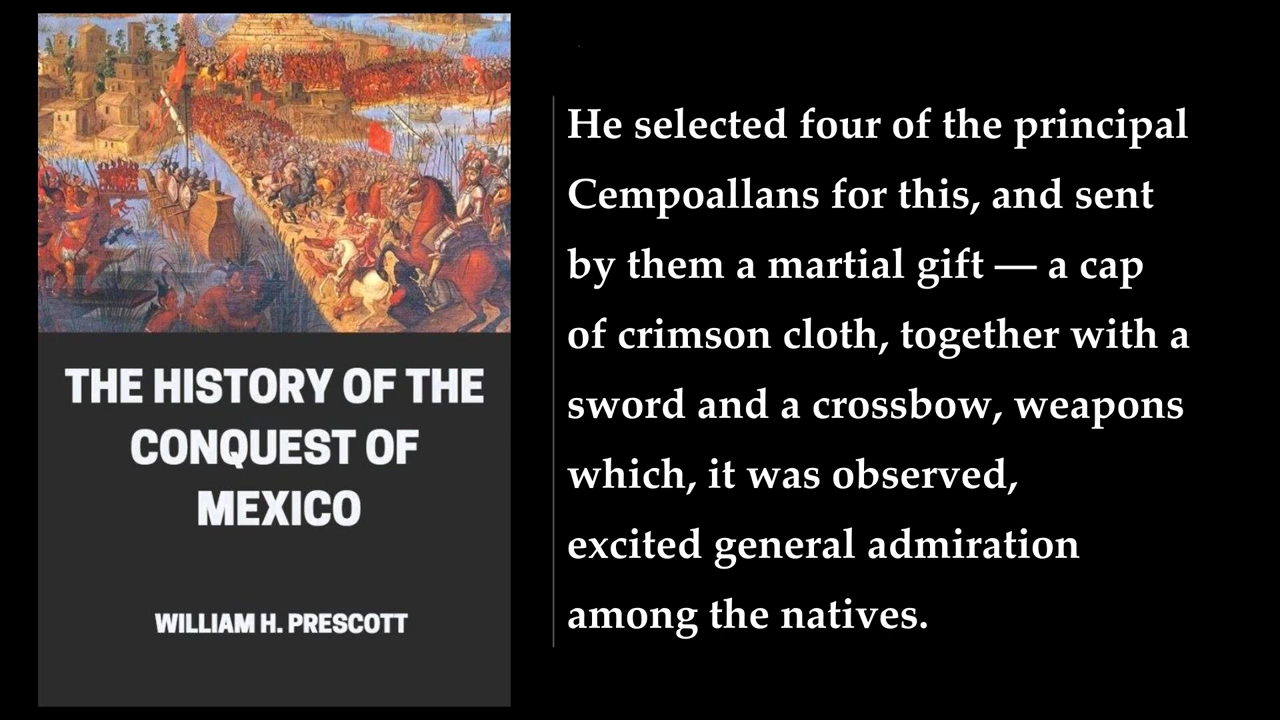 THE HISTORY OF THE
CONQUEST OF
MEXICO
WILLIAM H. PRESCOTT
He selected four of the principal
Cempoallans for this, and sent
by them a martial gift — a cap
of crimson cloth, together with a
sword and a crossbow, weapons
which, it was observed,
excited general admiration
among the natives.